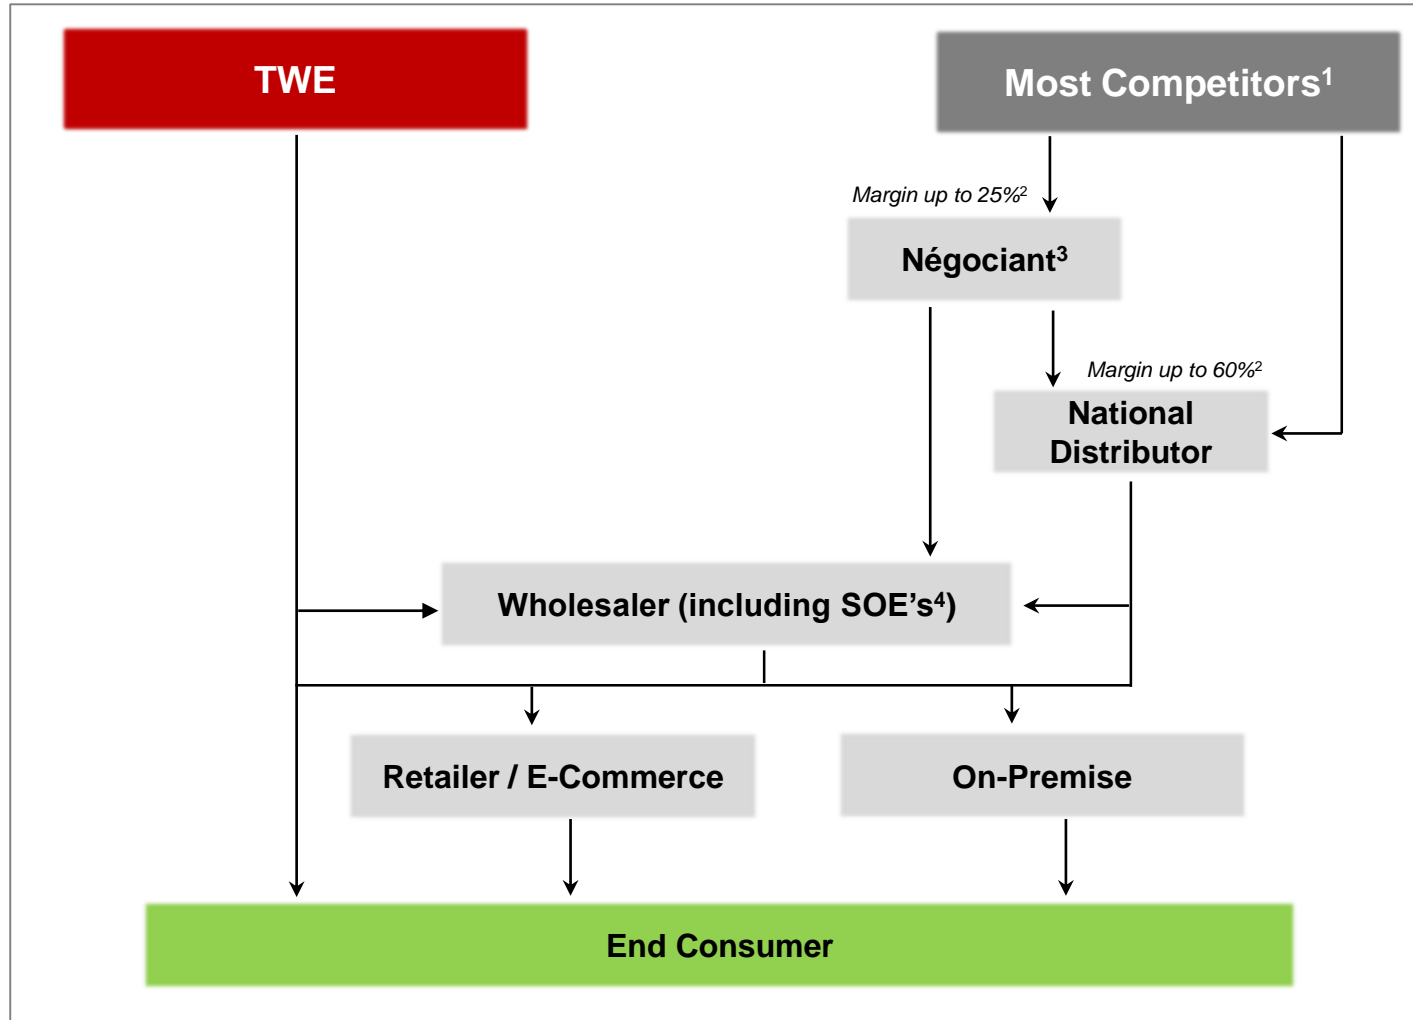 TWE
Most Competitors¹
Margin up to 25%²
Négociant³
Margin up to 60%²
National
Distributor
Wholesaler (including SOE’s⁴)
Retailer / E-Commerce
On-Premise
End Consumer